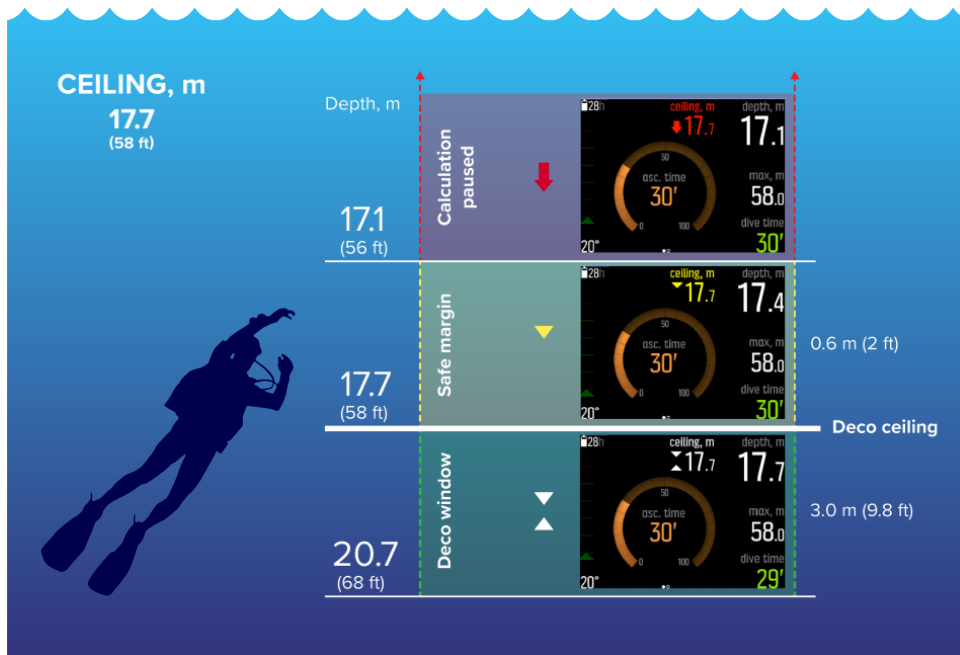 CEILING, m
17.7
(58 ft)
Depth, m
Calculation
paused
17.1
(56 ft)
28h
ceiling, m
17.7
depth, m
17.1
50
asc. time
30'
0
100
max, m
58.0
dive time
30'
20°
Safe margin
17.7
(58 ft)
28h
ceiling, m
17.7
depth, m
17.4
50
asc. time
30'
0
100
max, m
58.0
dive time
30'
20°
0.6 m (2 ft)
Deco ceiling
Deco window
20.7
(68 ft)
28h
ceiling, m
17.7
depth, m
17.7
50
asc. time
30'
0
100
max, m
58.0
dive time
29'
20°
3.0 m (9.8 ft)